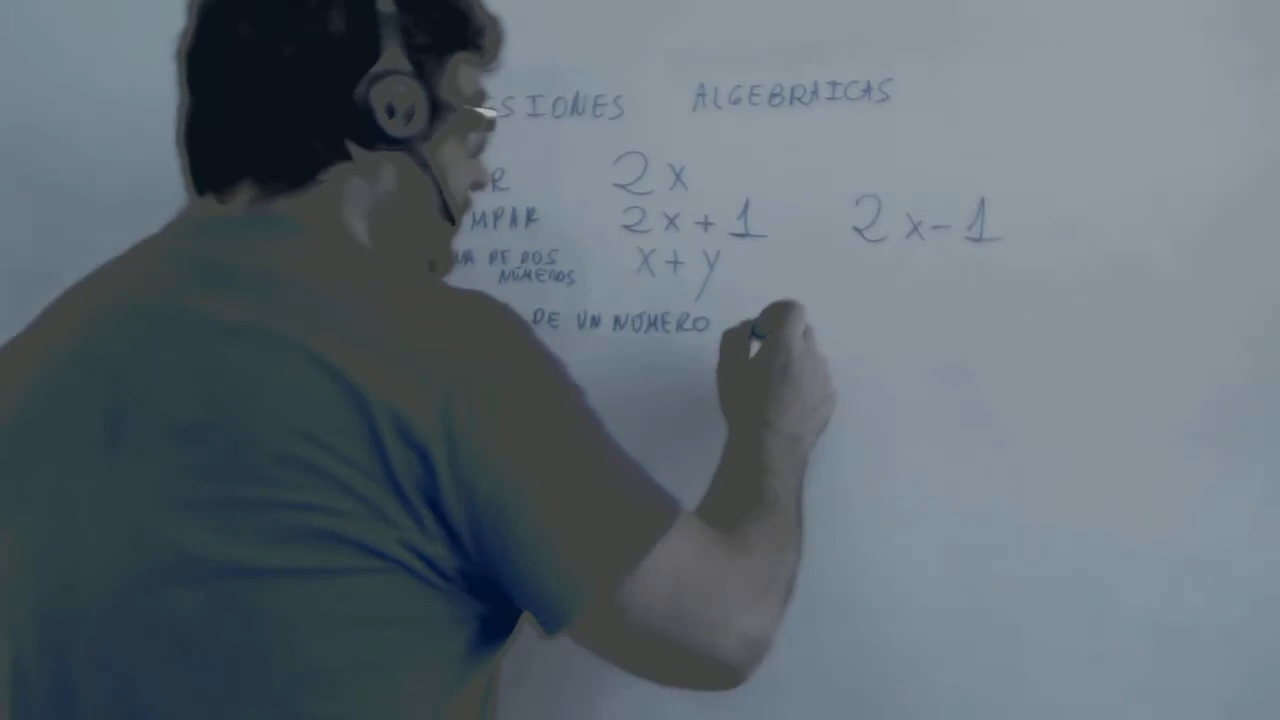 SIONES ALGEBRAICAS
R 2x
MPAR 2x+1 2x-1
DE DOS NÚMEROS x+y
DE UN NÚMERO